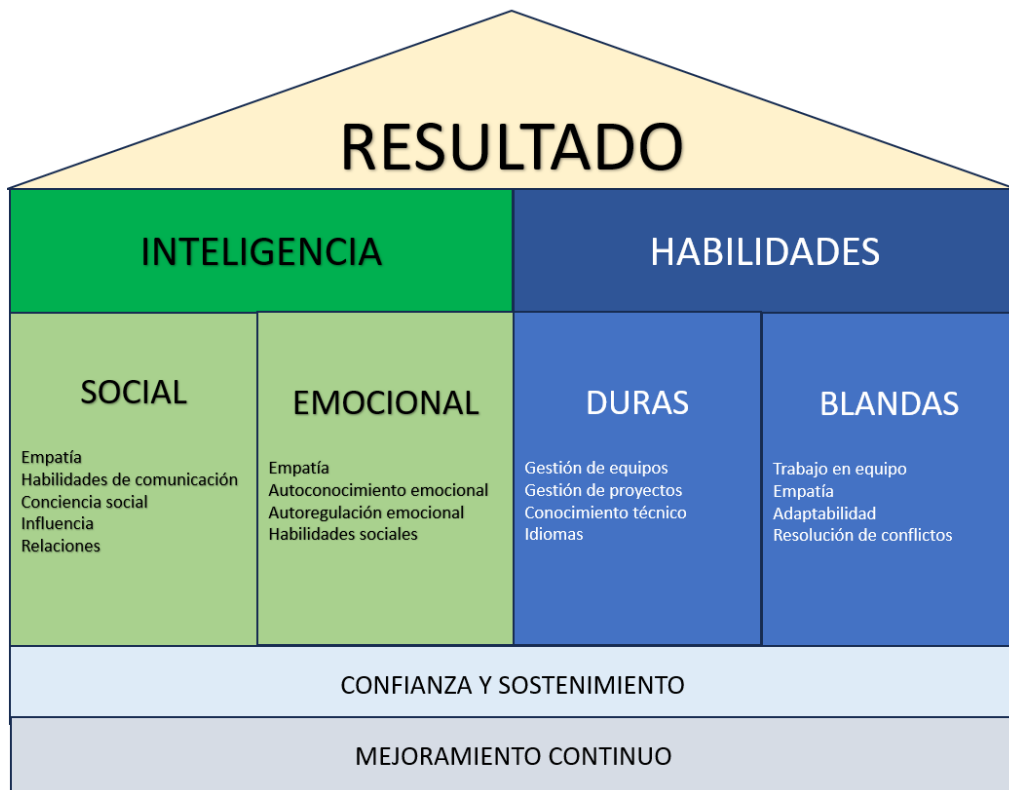 RESULTADO
INTELIGENCIA
HABILIDADES
SOCIAL
Empatía
Habilidades de comunicación
Conciencia social
Influencia
Relaciones
EMOCIONAL
Empatía
Autoconocimiento emocional
Autoregulación emocional
Habilidades sociales
DURAS
Gestión de equipos
Gestión de proyectos
Conocimiento técnico
Idiomas
BLANDAS
Trabajo en equipo
Empatía
Adaptabilidad
Resolución de conflictos
CONFIANZA Y SOSTENIMIENTO
MEJORAMIENTO CONTINUO